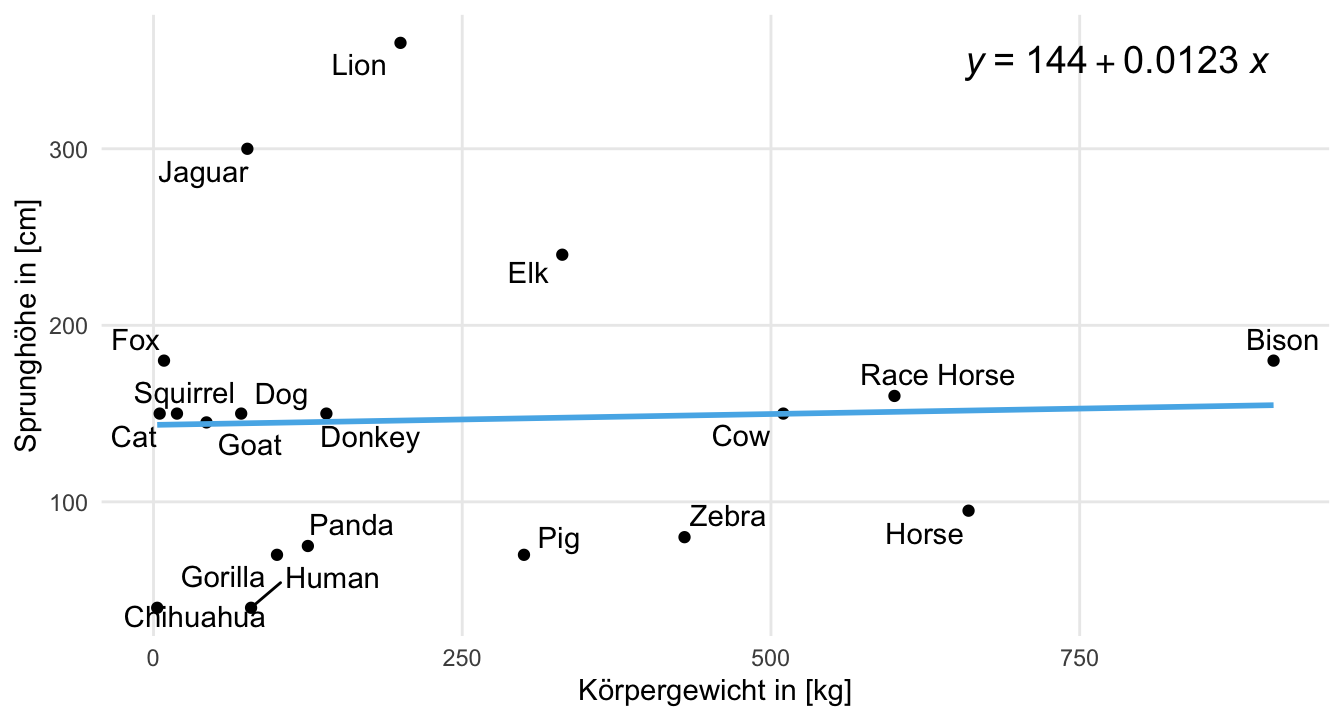 y = 144 + 0.0123 x
Lion
300
Jaguar
Elk
Fox
Bison
200
Race Horse
Squirrel
Dog
Cat
Goat
Donkey
Cow
100
Zebra
Panda
Pig
Horse
Gorilla
Human
Chihuahua
0
250
500
750
Körpergewicht in [kg]
Sprunghöhe in [cm]